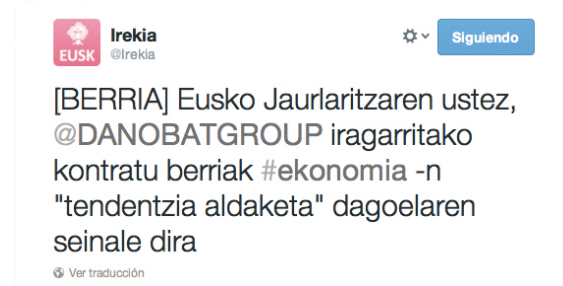 Irekia
@Irekia
Siguiendo
EUSK
[BERRIA] Eusko Jaurlaritzaren ustez,
@DANOBATGROUP iragarritako
kontratu berriak #ekonomia -n
"tendentzia aldaketa" dagoelaren
seinale dira
Ver traducción